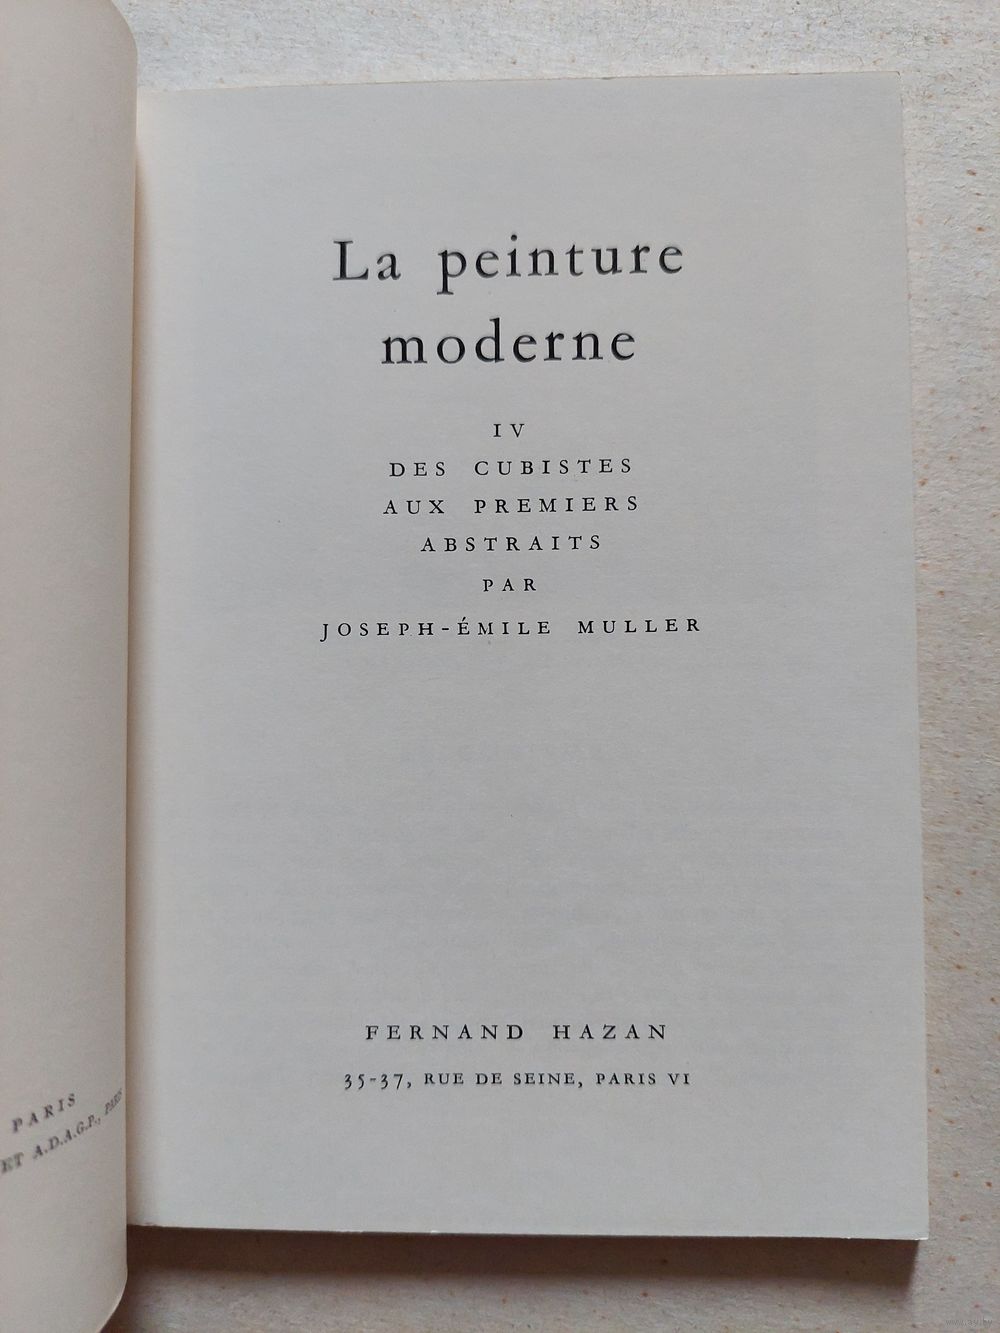 La peinture
moderne
IV
DES CUBISTES
AUX PREMIERS
ABSTRAITS
PAR
JOSEPH-ÉMILE MULLER
FERNAND HAZAN
35-37, RUE DE SEINE, PARIS VI
PARIS
ET A.D.A.G.P., PARIS